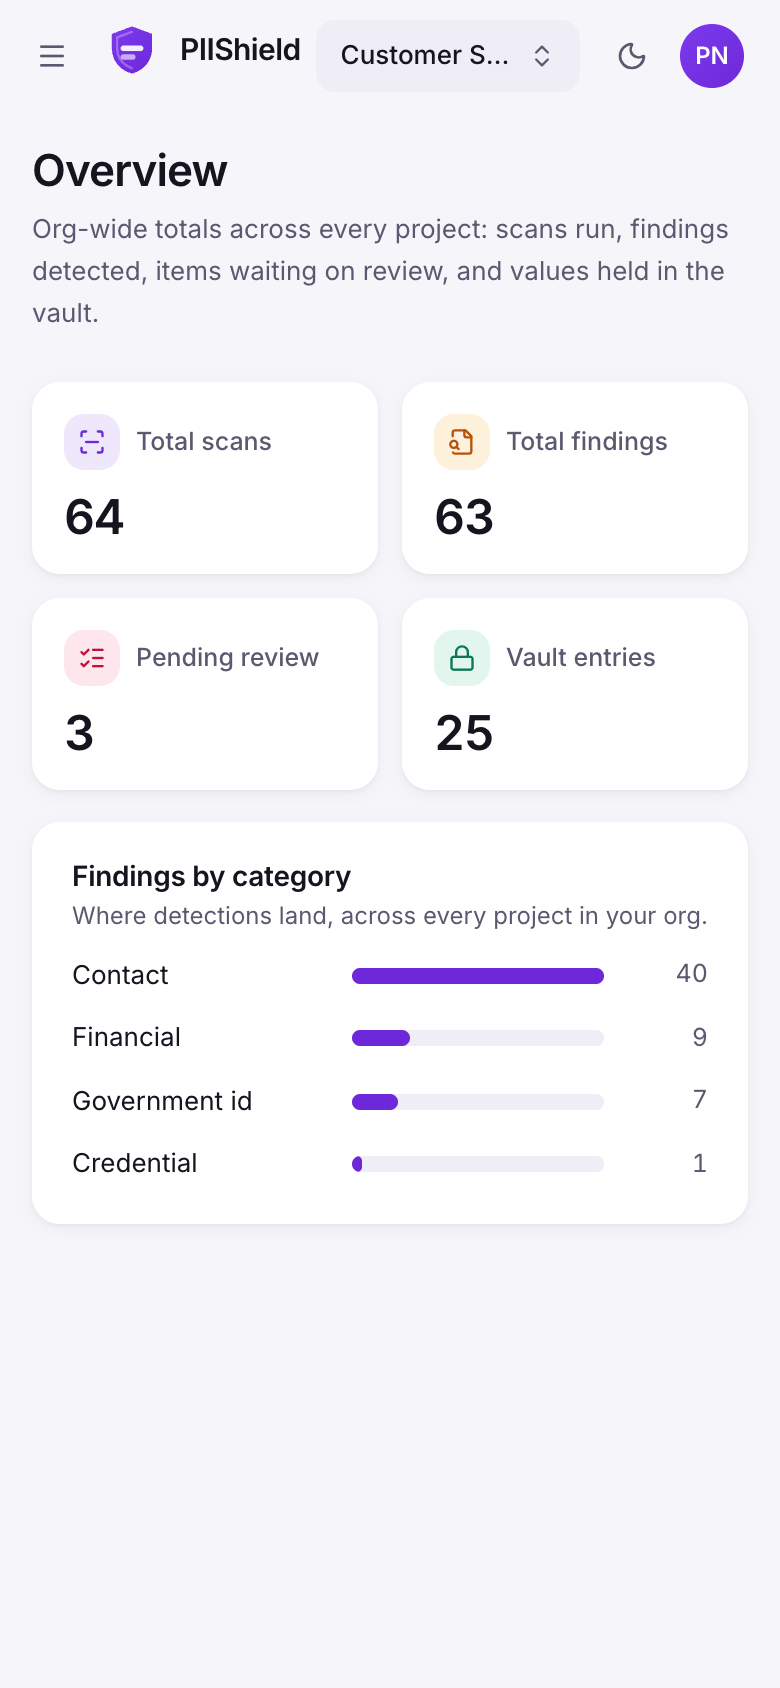 PIIShield
Customer S...
PN
Overview
Org-wide totals across every project: scans run, findings
detected, items waiting on review, and values held in the
vault.
Total scans
64
Total findings
63
Pending review
3
Vault entries
25
Findings by category
Where detections land, across every project in your org.
Contact 40
Financial 9
Government id 7
Credential 1